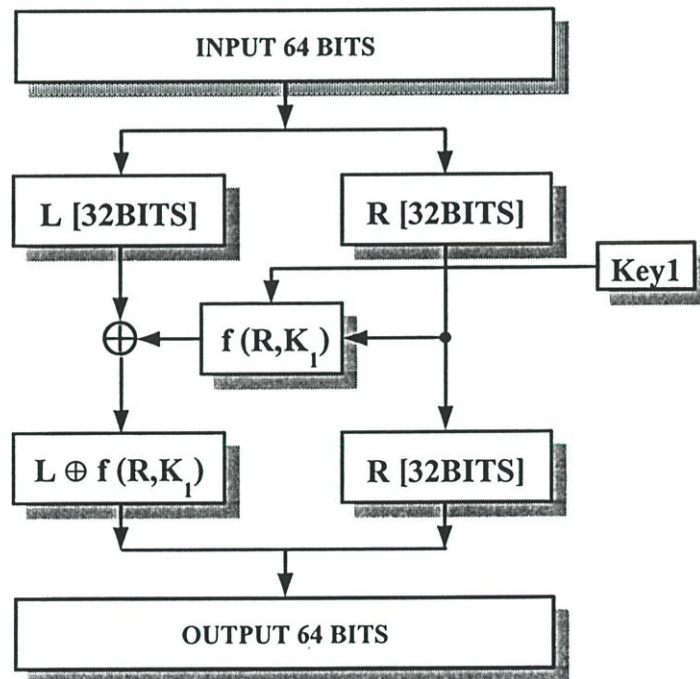 INPUT 64 BITS
L [32BITS]
R [32BITS]
Key1
⊕
f (R,K₁)
L ⊕ f (R,K₁)
R [32BITS]
OUTPUT 64 BITS